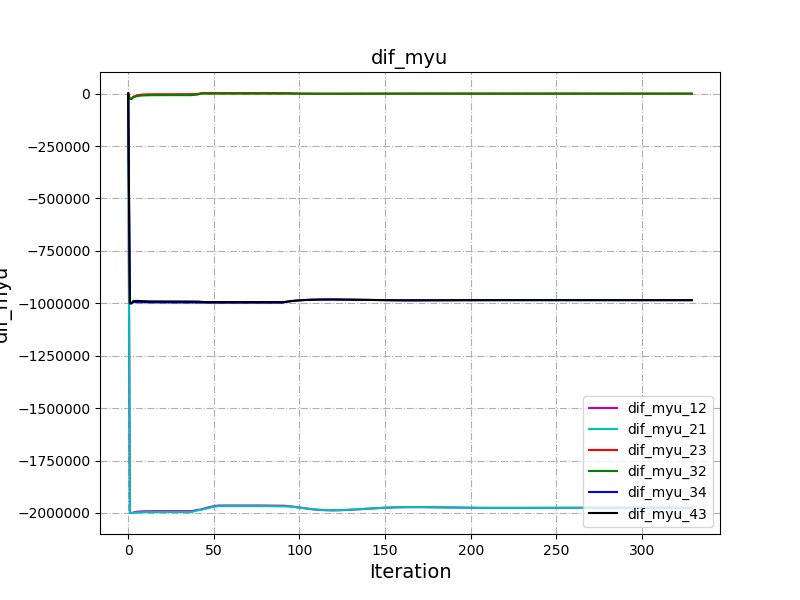 dif_myu
0
−250000
−500000
−750000
−1000000
−1250000
−1500000
−1750000
−2000000
dif_myu
0
50
100
150
200
250
300
Iteration
dif_myu_12
dif_myu_21
dif_myu_23
dif_myu_32
dif_myu_34
dif_myu_43